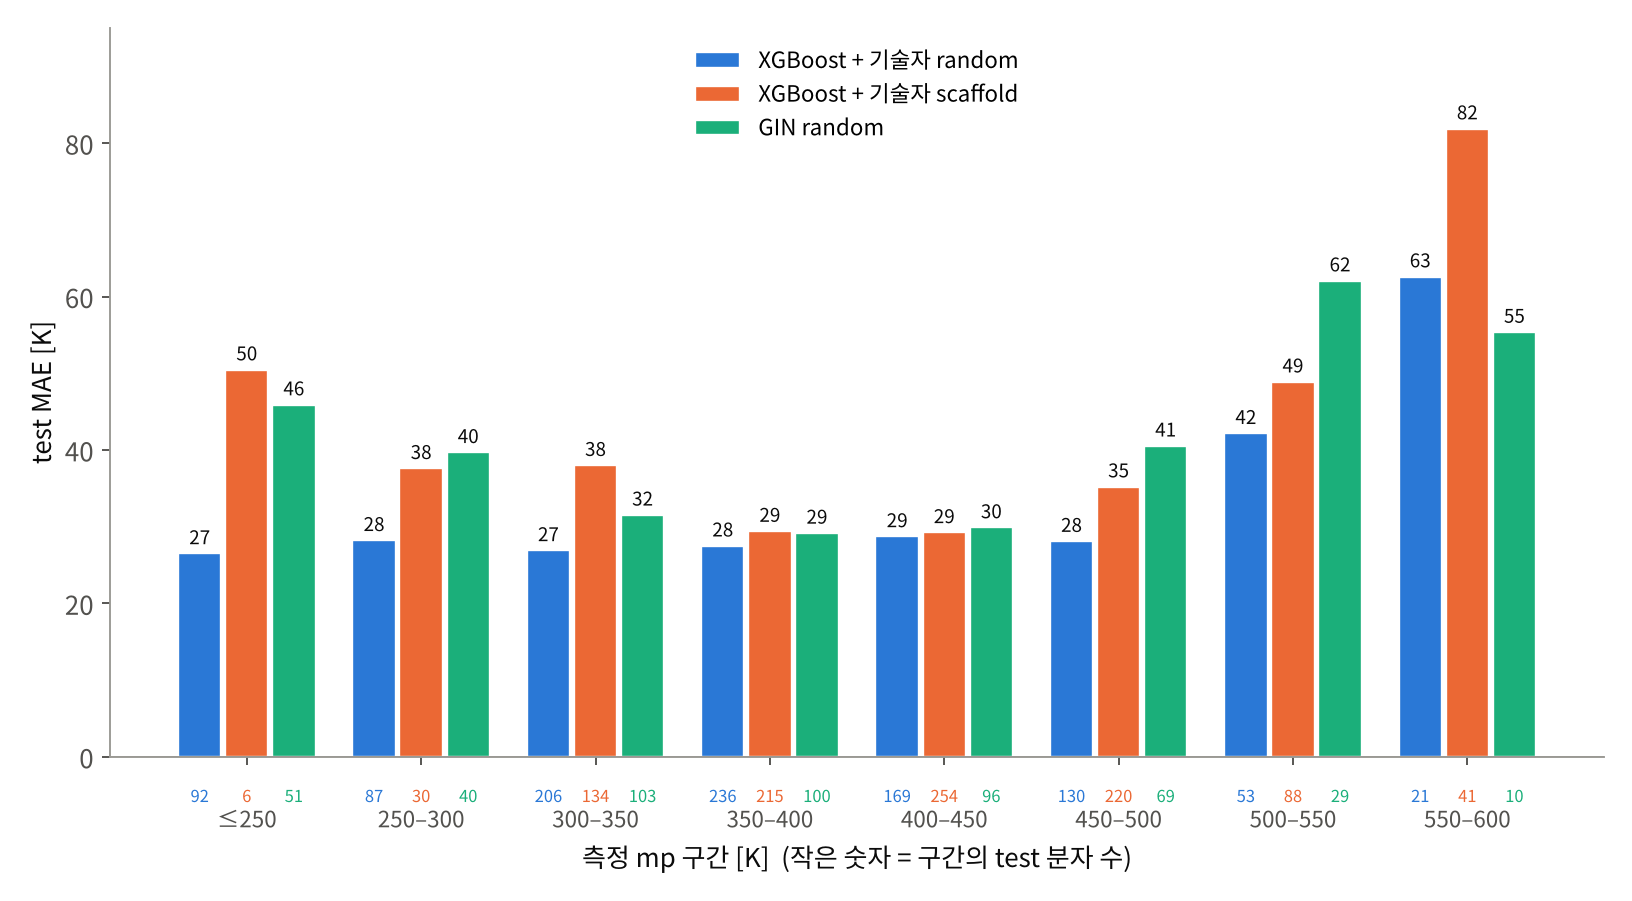 XGBoost + 기술자 random
XGBoost + 기술자 scaffold
GIN random
test MAE [K]
80
60
40
20
0
27 50 46
28 38 40
27 38 32
28 29 29
29 29 30
28 35 41
42 49 62
63 82 55
92 6 51 87 30 40 206 134 103 236 215 100 169 254 96 130 220 69 53 88 29 21 41 10
≤250 250–300 300–350 350–400 400–450 450–500 500–550 550–600
측정 mp 구간 [K] (작은 숫자 = 구간의 test 분자 수)